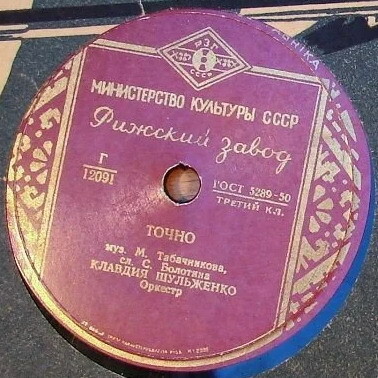 РЗГ
СССР
МИНИСТЕРСТВО КУЛЬТУРЫ СССР
Рижский завод
Г
12091
ГОСТ 5289-50
ТРЕТИЙ КЛ.
ТОЧНО
муз. М. Табачникова,
сл. С. Болотина
КЛАВДИЯ ШУЛЬЖЕНКО
Оркестр